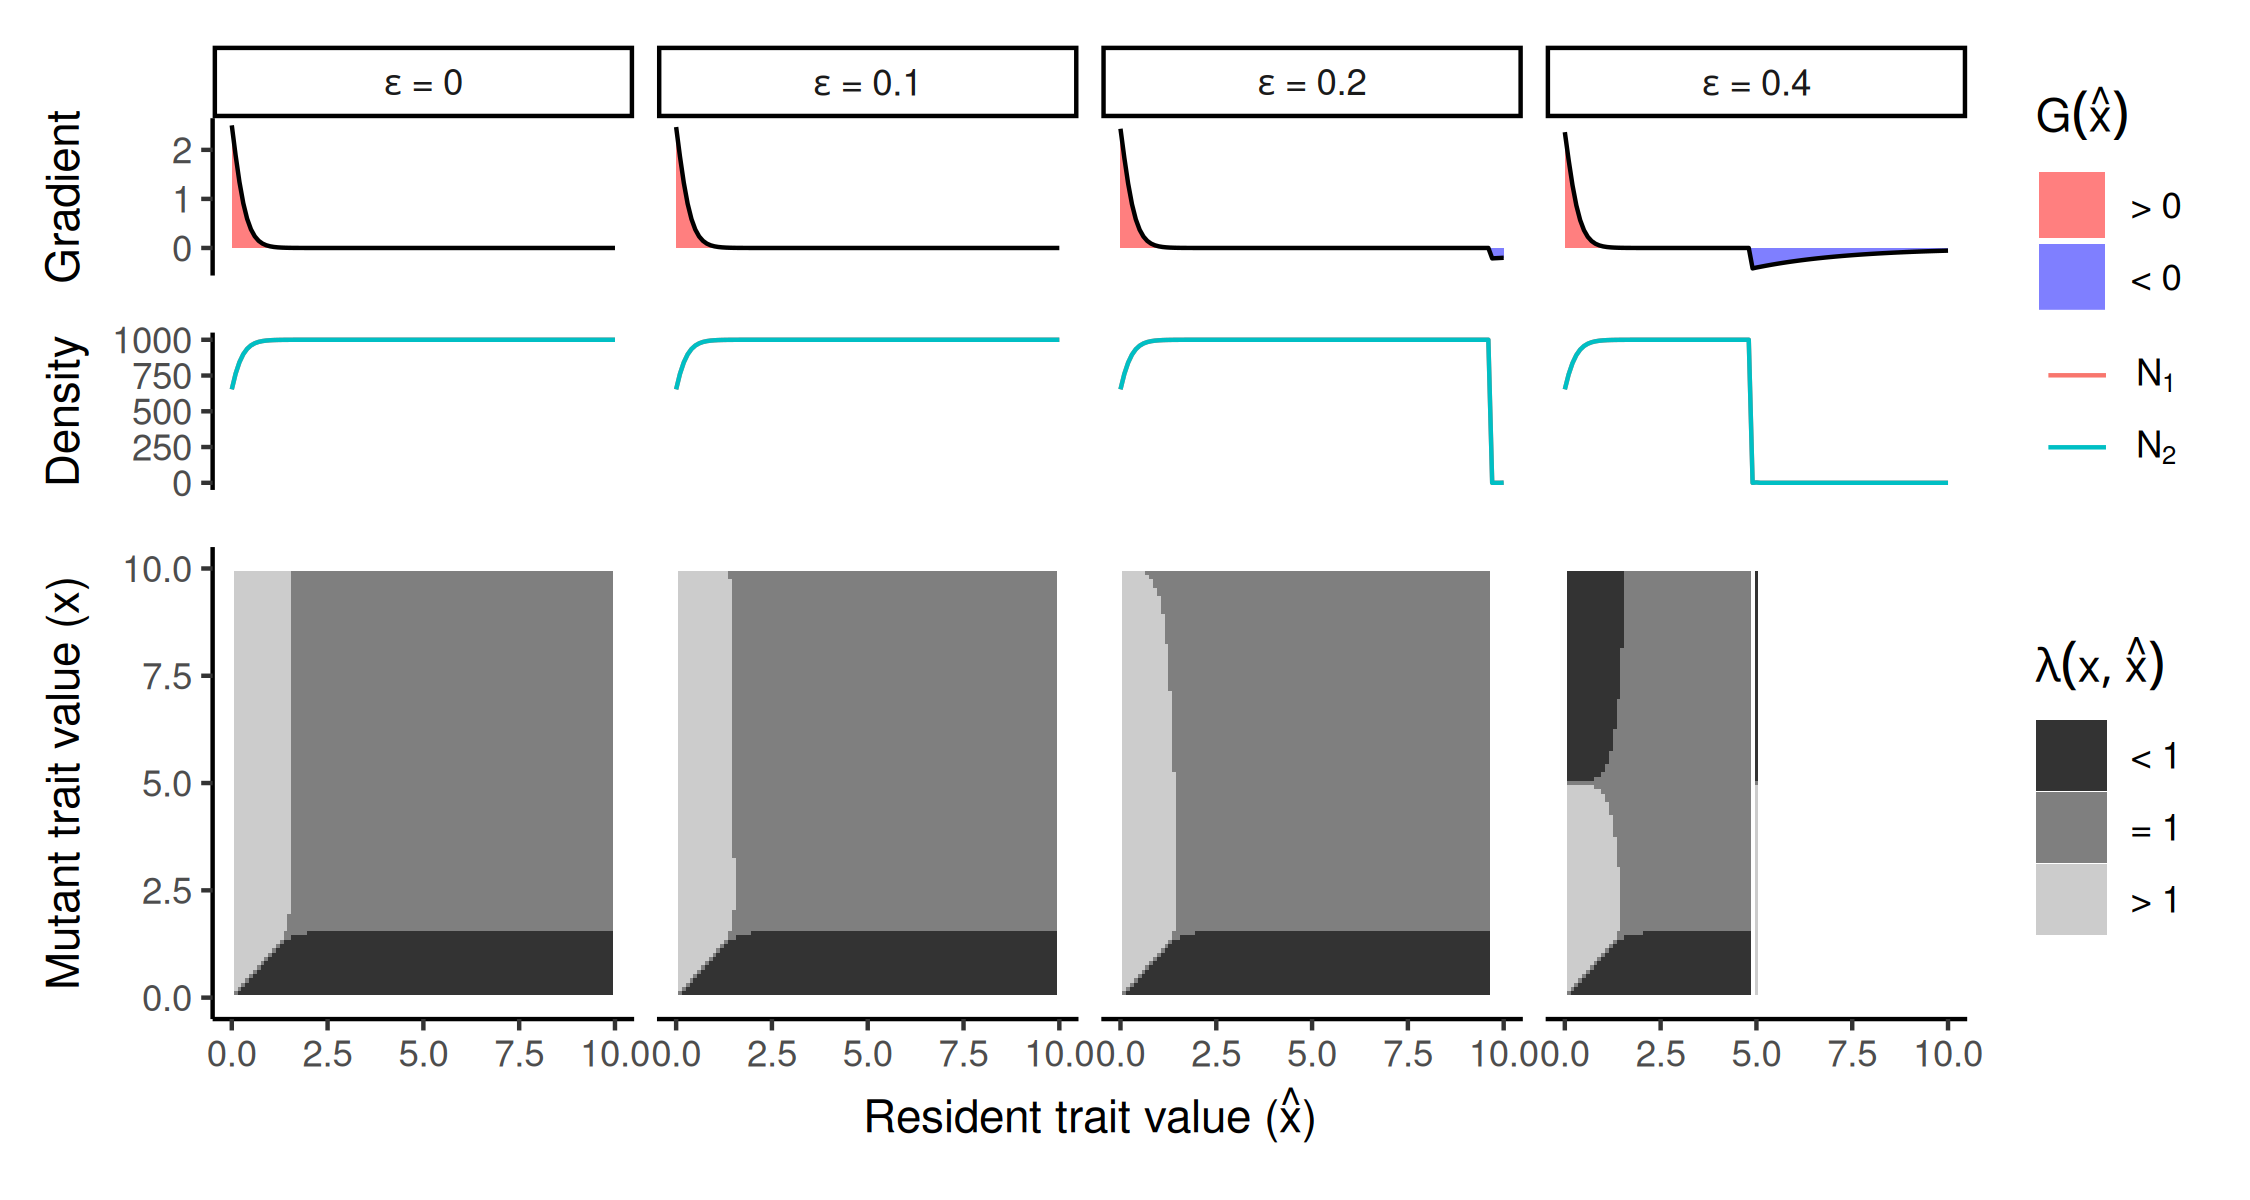 ε = 0
ε = 0.1
ε = 0.2
ε = 0.4
Gradient
2
1
0
G(x̂)
> 0
< 0
Density
1000
750
500
250
0
N₁
N₂
Mutant trait value (x)
10.0
7.5
5.0
2.5
0.0
λ(x, x̂)
< 1
= 1
> 1
0.0 2.5 5.0 7.5 10.0
0.0 2.5 5.0 7.5 10.0
0.0 2.5 5.0 7.5 10.0
0.0 2.5 5.0 7.5 10.0
Resident trait value (x̂)